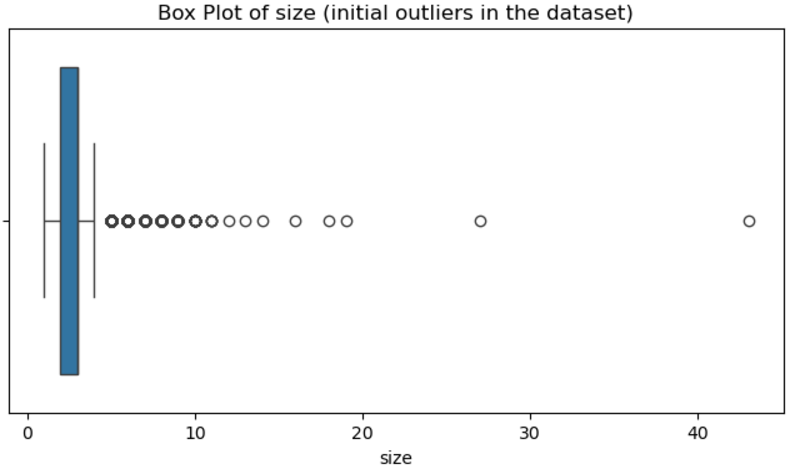 Box Plot of size (initial outliers in the dataset)
0 10 20 30 40
size